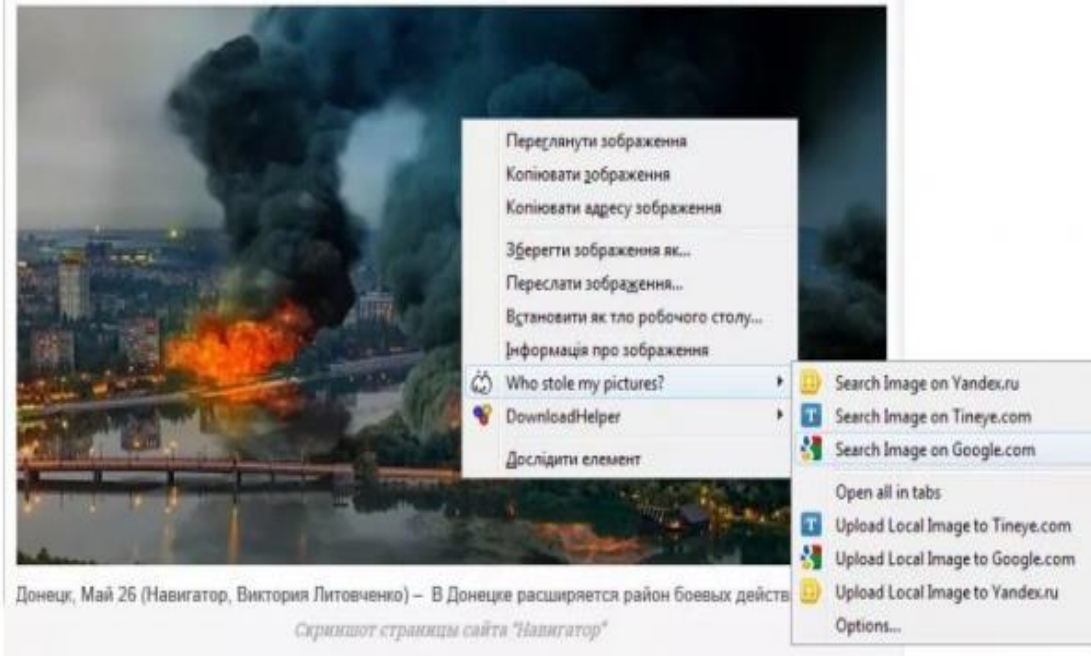 Переглянути зображення
Копіювати зображення
Копіювати адресу зображення
Зберегти зображення як...
Переслати зображення...
Встановити як тло робочого столу...
Інформація про зображення
Who stole my pictures?
DownloadHelper
Дослідити елемент
Search Image on Yandex.ru
Search Image on Tineye.com
Search Image on Google.com
Open all in tabs
Upload Local Image to Tineye.com
Upload Local Image to Google.com
Upload Local Image to Yandex.ru
Options...
Донецк, Май 26 (Навигатор, Виктория Литовченко) – В Донецке расширяется район боевых действ
Скриншот страницы сайта "Навигатор"